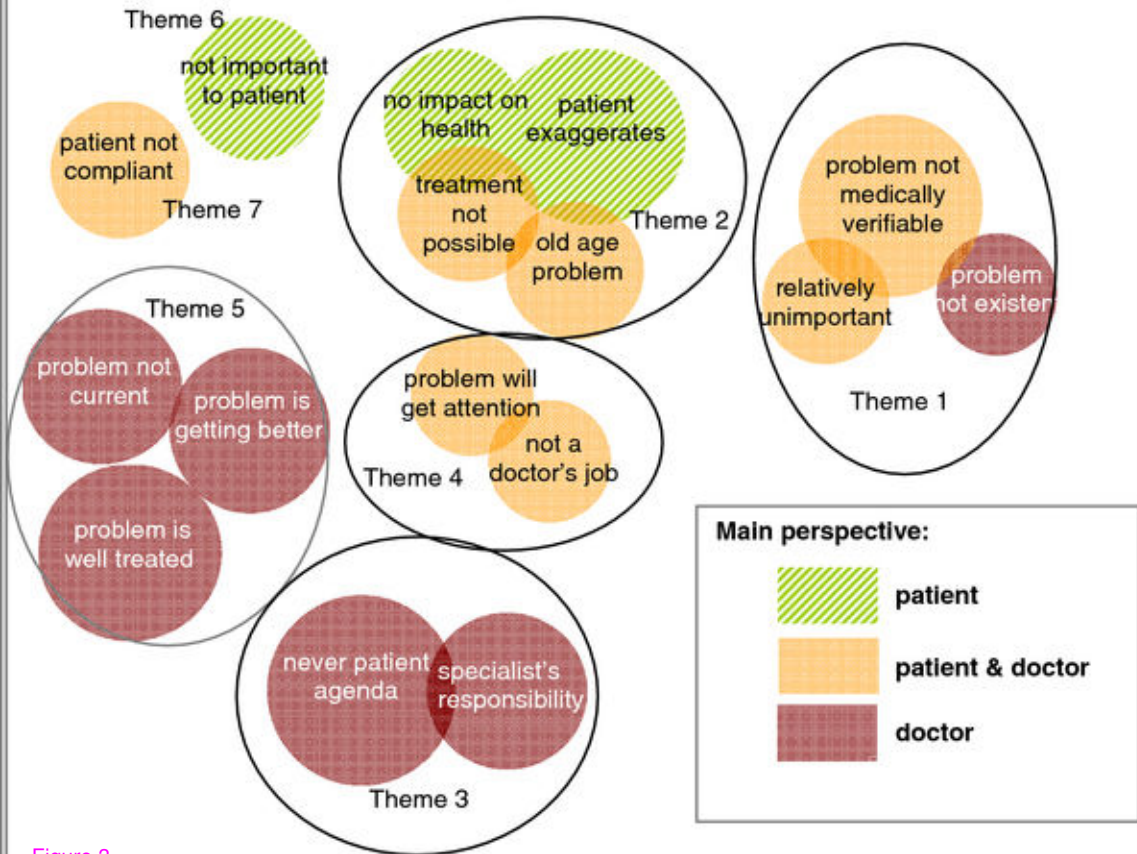 Theme 6
not important
to patient
patient not
compliant
Theme 7
no impact on
health
patient
exaggerates
treatment
not
possible
old age
problem
Theme 2
problem not
medically
verifiable
relatively
unimportant
problem
not existen
Theme 1
Theme 5
problem not
current
problem is
getting better
problem is
well treated
problem will
get attention
not a
doctor's job
Theme 4
never patient
agenda
specialist's
responsibility
Theme 3
Main perspective:
patient
patient & doctor
doctor